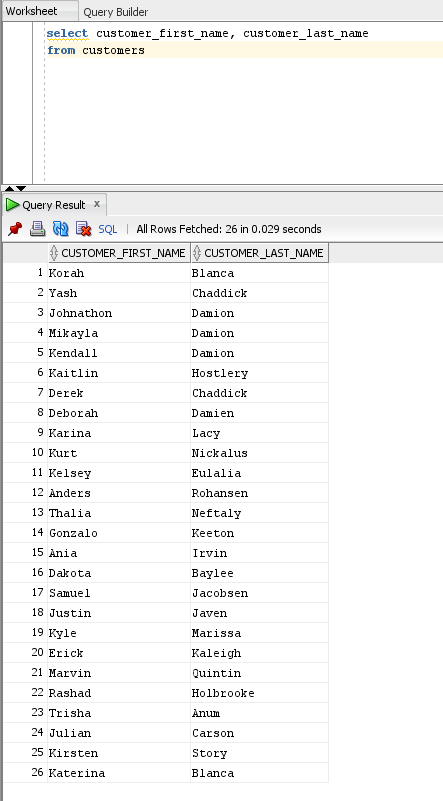 Worksheet Query Builder
select customer_first_name, customer_last_name
from customers
Query Result x
SQL | All Rows Fetched: 26 in 0.029 seconds
CUSTOMER_FIRST_NAME CUSTOMER_LAST_NAME
1 Korah Blanca
2 Yash Chaddick
3 Johnathon Damion
4 Mikayla Damion
5 Kendall Damion
6 Kaitlin Hostlery
7 Derek Chaddick
8 Deborah Damien
9 Karina Lacy
10 Kurt Nickalus
11 Kelsey Eulalia
12 Anders Rohansen
13 Thalia Neftaly
14 Gonzalo Keeton
15 Ania Irvin
16 Dakota Baylee
17 Samuel Jacobsen
18 Justin Javen
19 Kyle Marissa
20 Erick Kaleigh
21 Marvin Quintin
22 Rashad Holbrooke
23 Trisha Anum
24 Julian Carson
25 Kirsten Story
26 Katerina Blanca